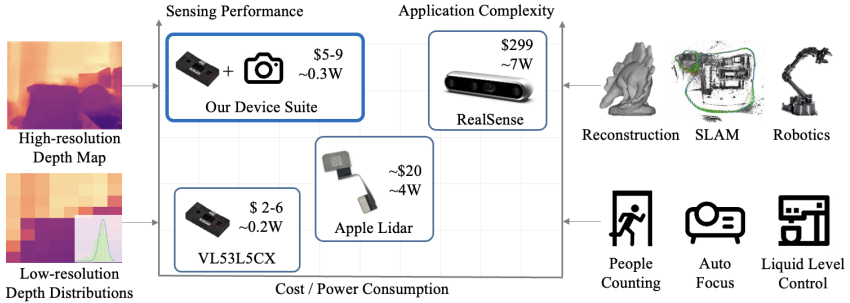 Sensing Performance
Application Complexity
$5-9
~0.3W
Our Device Suite
$299
~7W
RealSense
High-resolution
Depth Map
Reconstruction
SLAM
Robotics
~$20
~4W
Apple Lidar
$ 2-6
~0.2W
VL53L5CX
Low-resolution
Depth Distributions
People
Counting
Auto
Focus
Liquid Level
Control
Cost / Power Consumption